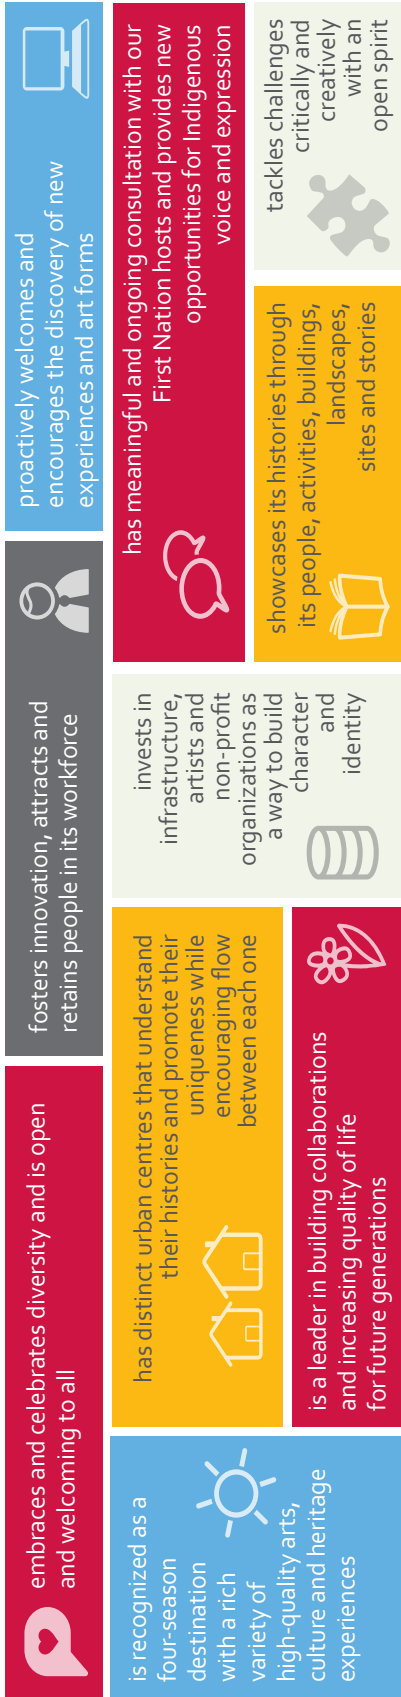 embraces and celebrates diversity and is open
and welcoming to all
fosters innovation, attracts and
retains people in its workforce
proactively welcomes and
encourages the discovery of new
experiences and art forms
is recognized as a
four-season
destination
with a rich
variety of
high-quality arts,
culture and heritage
experiences
has distinct urban centres that understand
their histories and promote their
uniqueness while
encouraging flow
between each one
is a leader in building collaborations
and increasing quality of life
for future generations
invests in
infrastructure,
artists and
non-profit
organizations as
a way to build
character
and
identity
has meaningful and ongoing consultation with our
First Nation hosts and provides new
opportunities for Indigenous
voice and expression
showcases its histories through
its people, activities, buildings,
landscapes,
sites and stories
tackles challenges
critically and
creatively
with an
open spirit